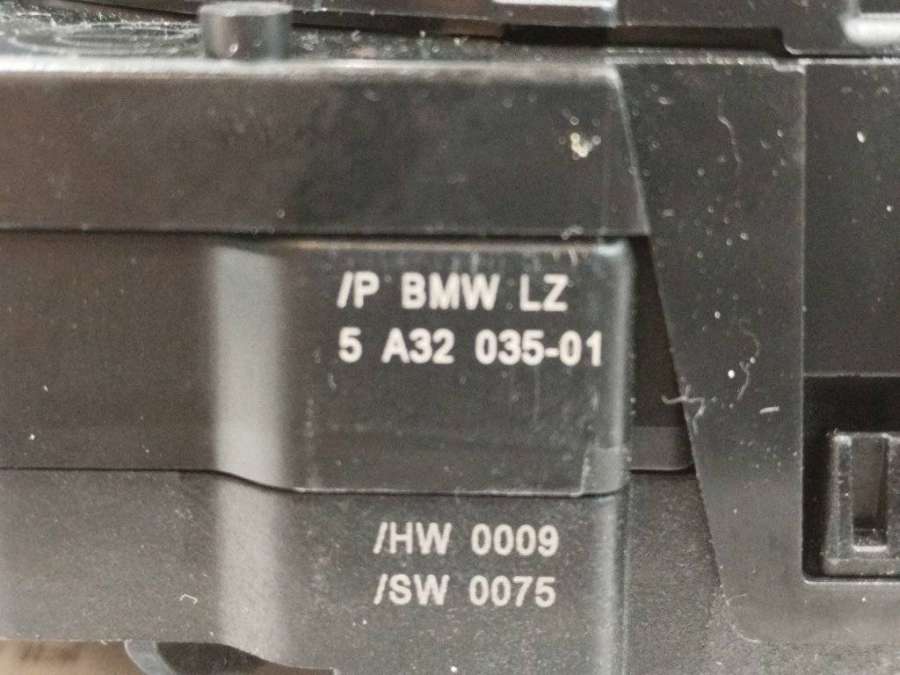 /P BMW LZ
5 A32 035-01
/HW 0009
/SW 0075